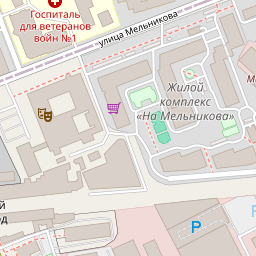 Госпиталь
для ветеранов
войн №1
улица Мельникова
Жилой
комплекс
«На Мельникова»
P
P